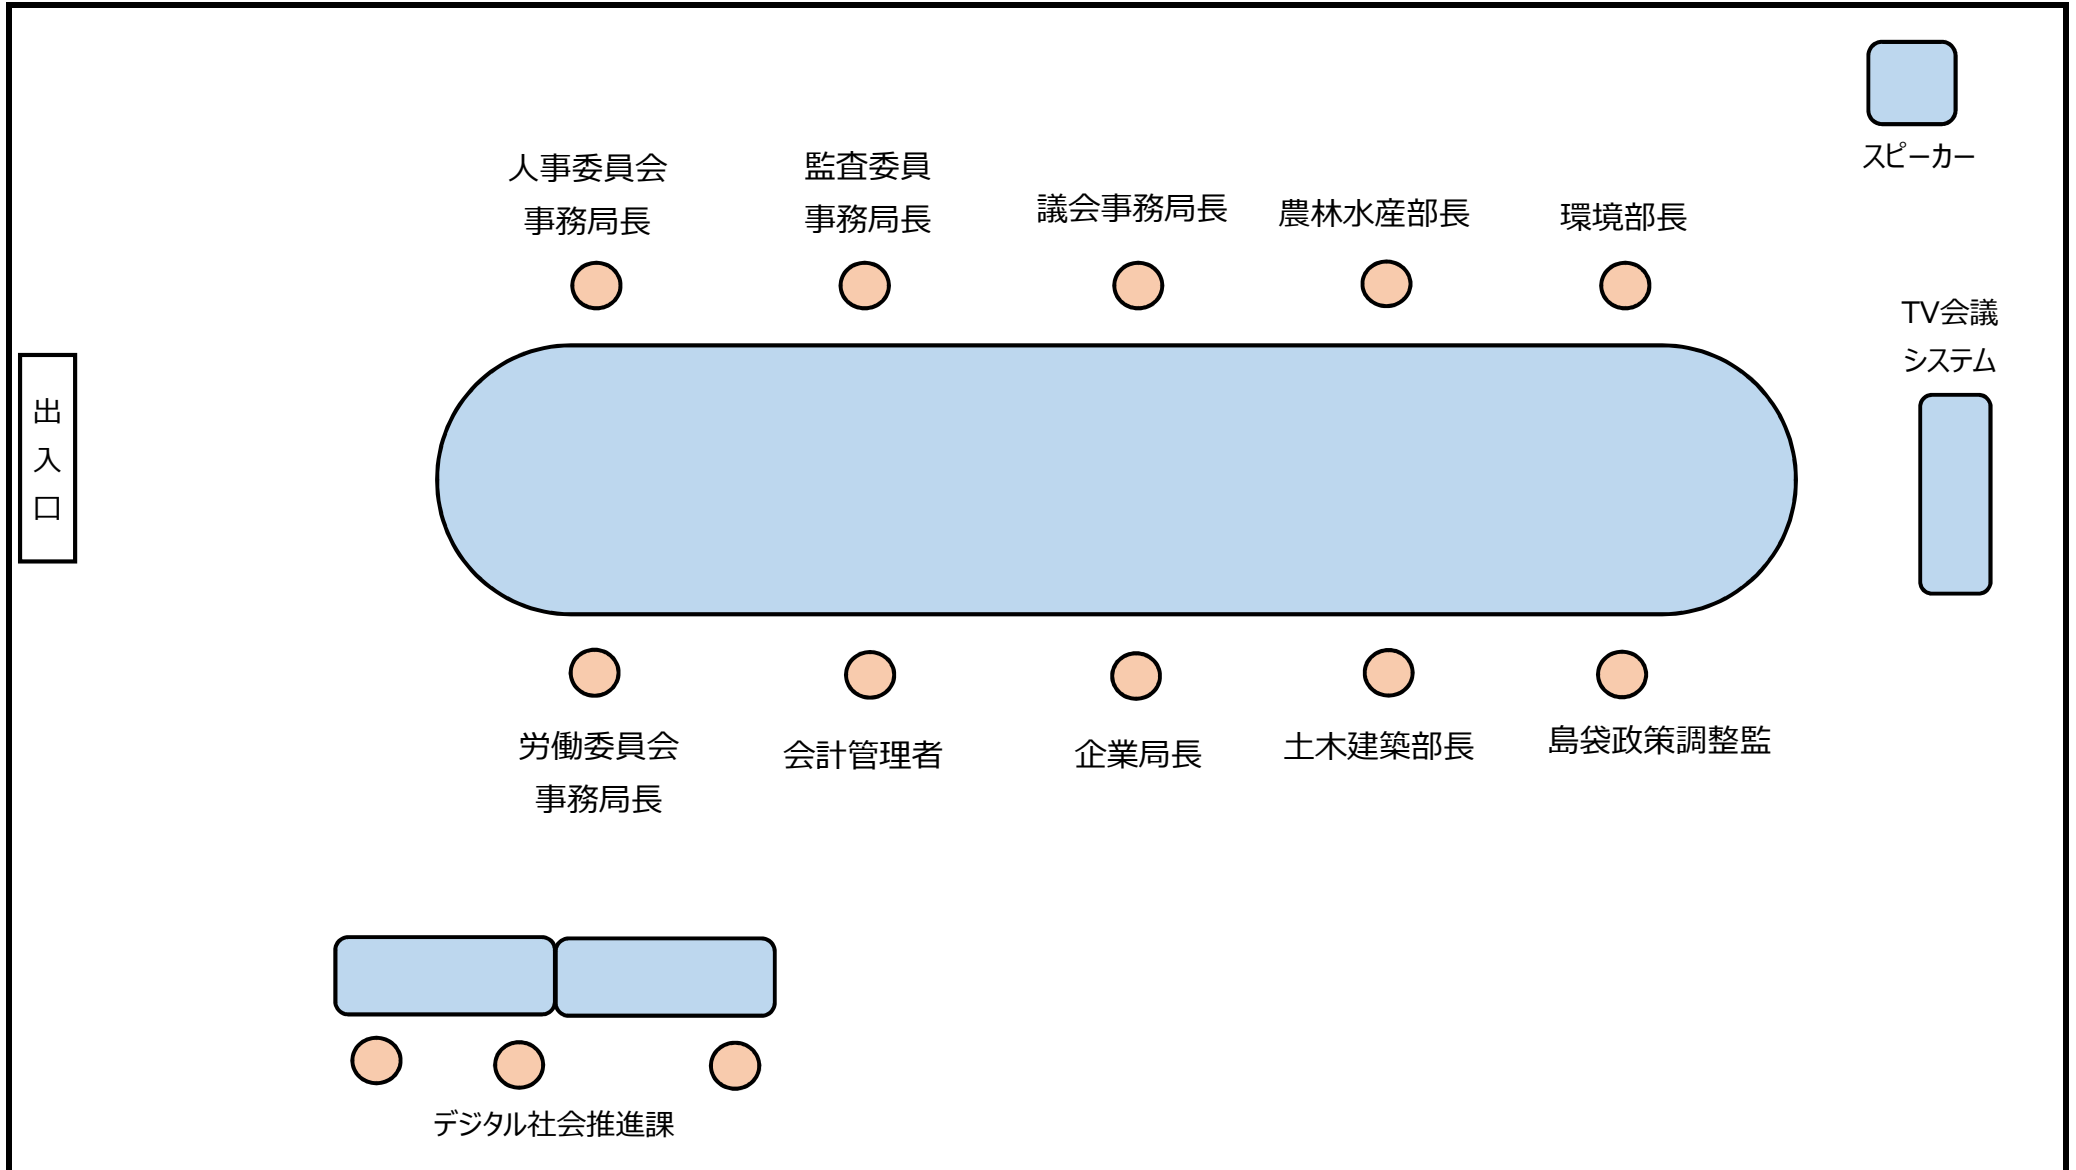 スピーカー
人事委員会
事務局長
監査委員
事務局長
議会事務局長
農林水産部長
環境部長
TV会議
システム
出入口
労働委員会
事務局長
会計管理者
企業局長
土木建築部長
島袋政策調整監
デジタル社会推進課